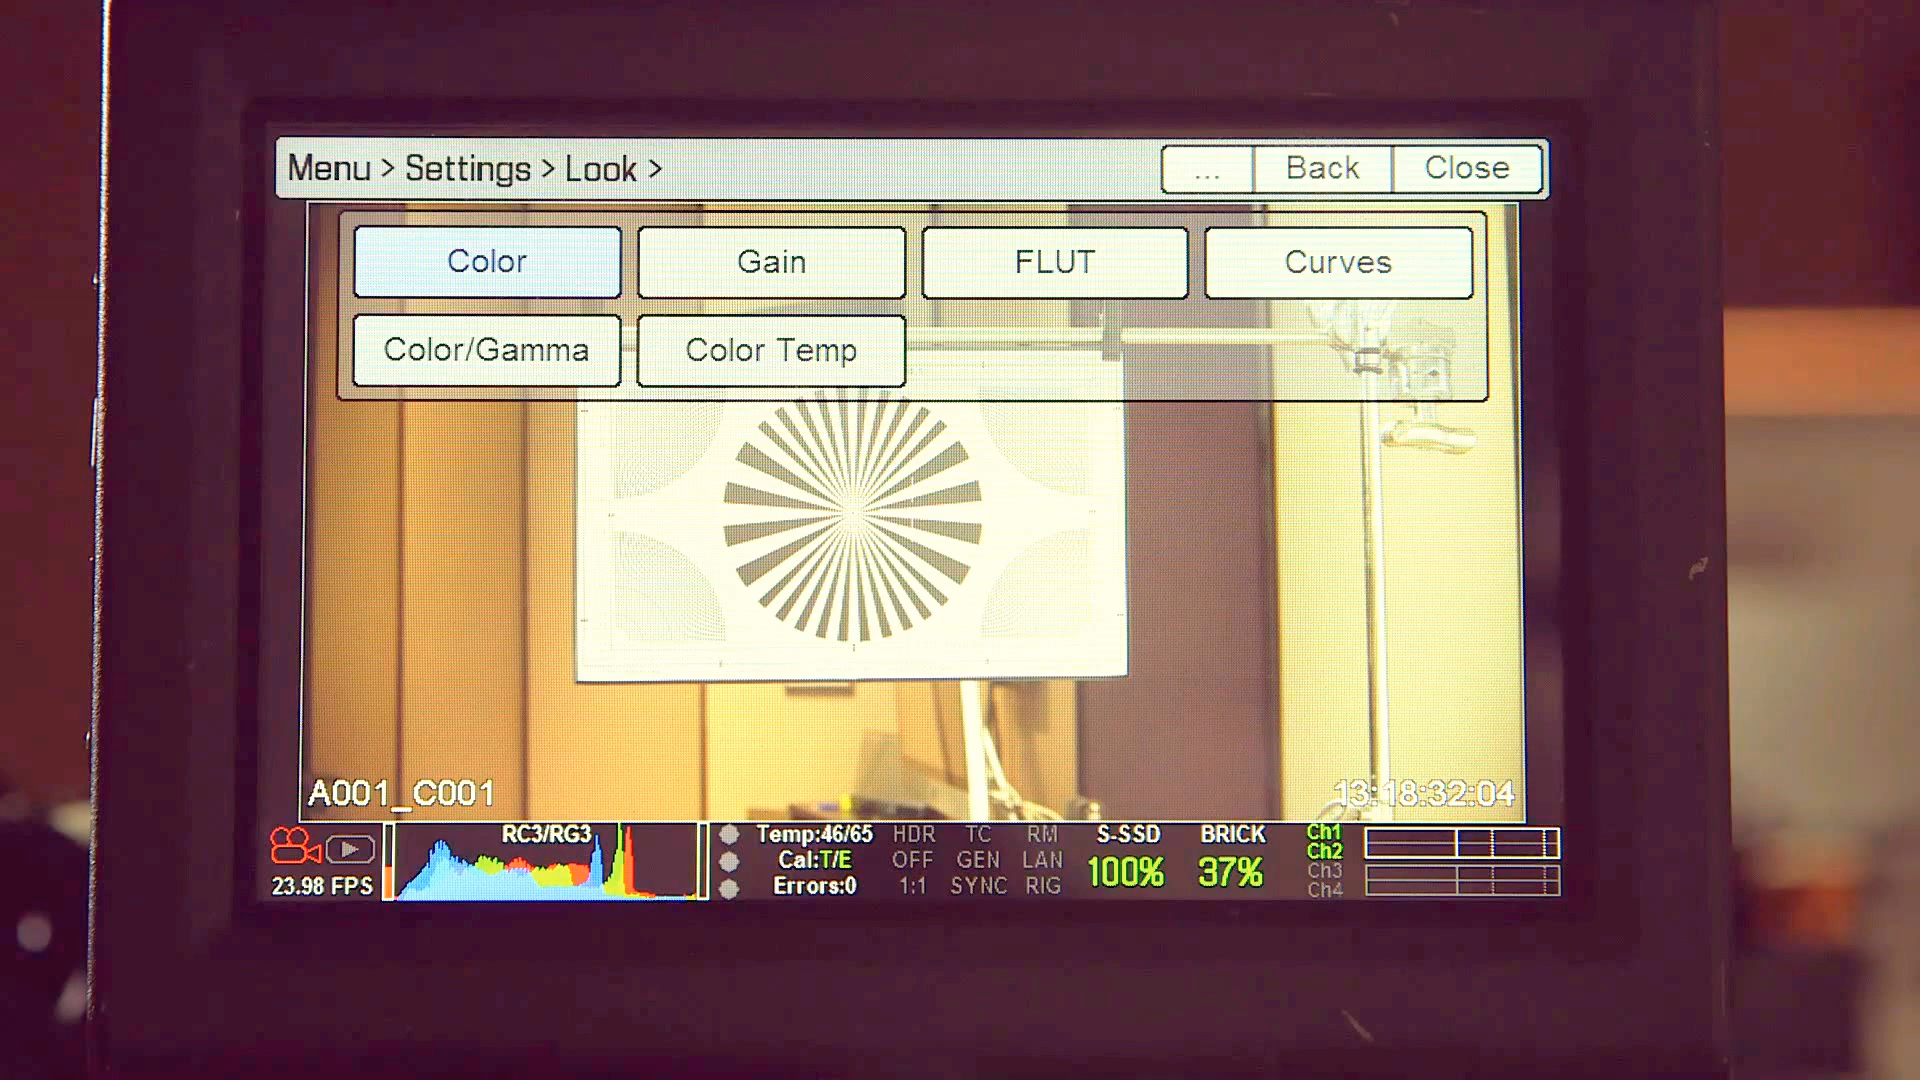 Menu > Settings > Look >
... Back Close
Color Gain FLUT Curves
Color/Gamma Color Temp
A001_C001 13:18:32:04
23.98 FPS
RC3/RG3
Temp:46/65
Cal:T/E
Errors:0
HDR TC RM
OFF GEN LAN
1:1 SYNC RIG
S-SSD
100%
BRICK
37%
Ch1
Ch2
Ch3
Ch4